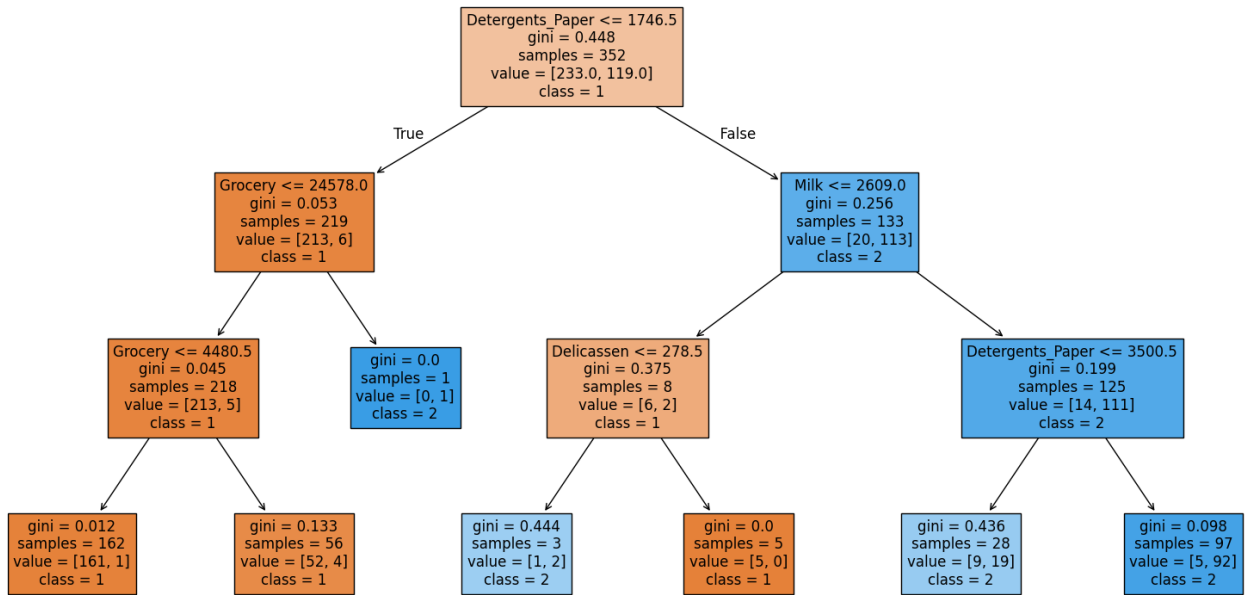 Detergents_Paper <= 1746.5
gini = 0.448
samples = 352
value = [233.0, 119.0]
class = 1
True
False
Grocery <= 24578.0
gini = 0.053
samples = 219
value = [213, 6]
class = 1
Milk <= 2609.0
gini = 0.256
samples = 133
value = [20, 113]
class = 2
Grocery <= 4480.5
gini = 0.045
samples = 218
value = [213, 5]
class = 1
gini = 0.0
samples = 1
value = [0, 1]
class = 2
Delicassen <= 278.5
gini = 0.375
samples = 8
value = [6, 2]
class = 1
Detergents_Paper <= 3500.5
gini = 0.199
samples = 125
value = [14, 111]
class = 2
gini = 0.012
samples = 162
value = [161, 1]
class = 1
gini = 0.133
samples = 56
value = [52, 4]
class = 1
gini = 0.444
samples = 3
value = [1, 2]
class = 2
gini = 0.0
samples = 5
value = [5, 0]
class = 1
gini = 0.436
samples = 28
value = [9, 19]
class = 2
gini = 0.098
samples = 97
value = [5, 92]
class = 2